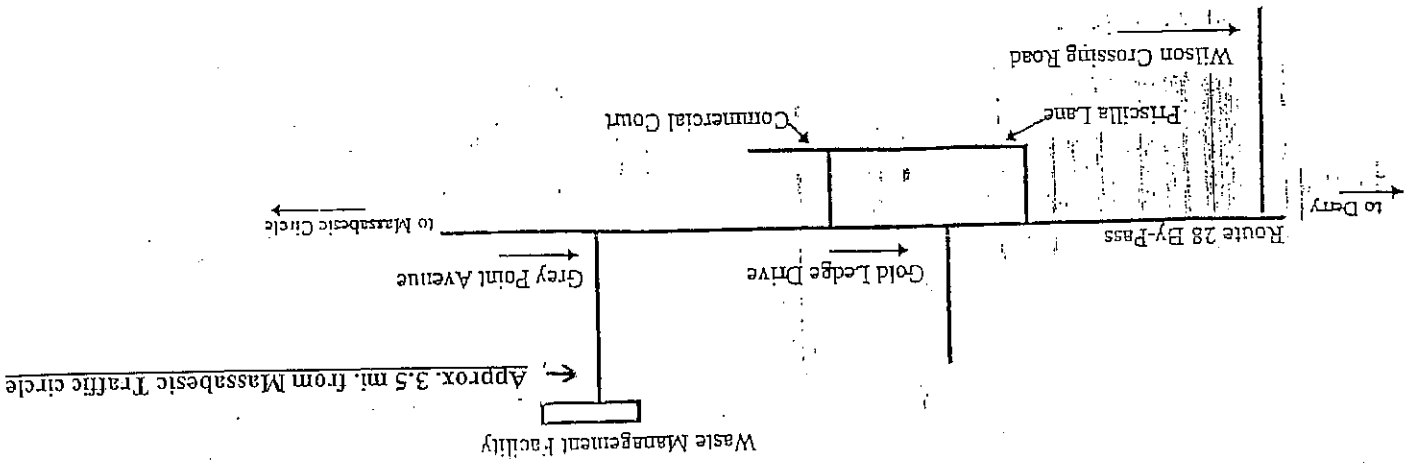 Waste Management Facility
Approx. 3.5 mi. from Massabesic Traffic circle
Grey Point Avenue
Gold Ledge Drive
to Massabesic Circle
Route 28 By-Pass
to Derry
Commercial Court
Priscilla Lane
Wilson Crossing Road